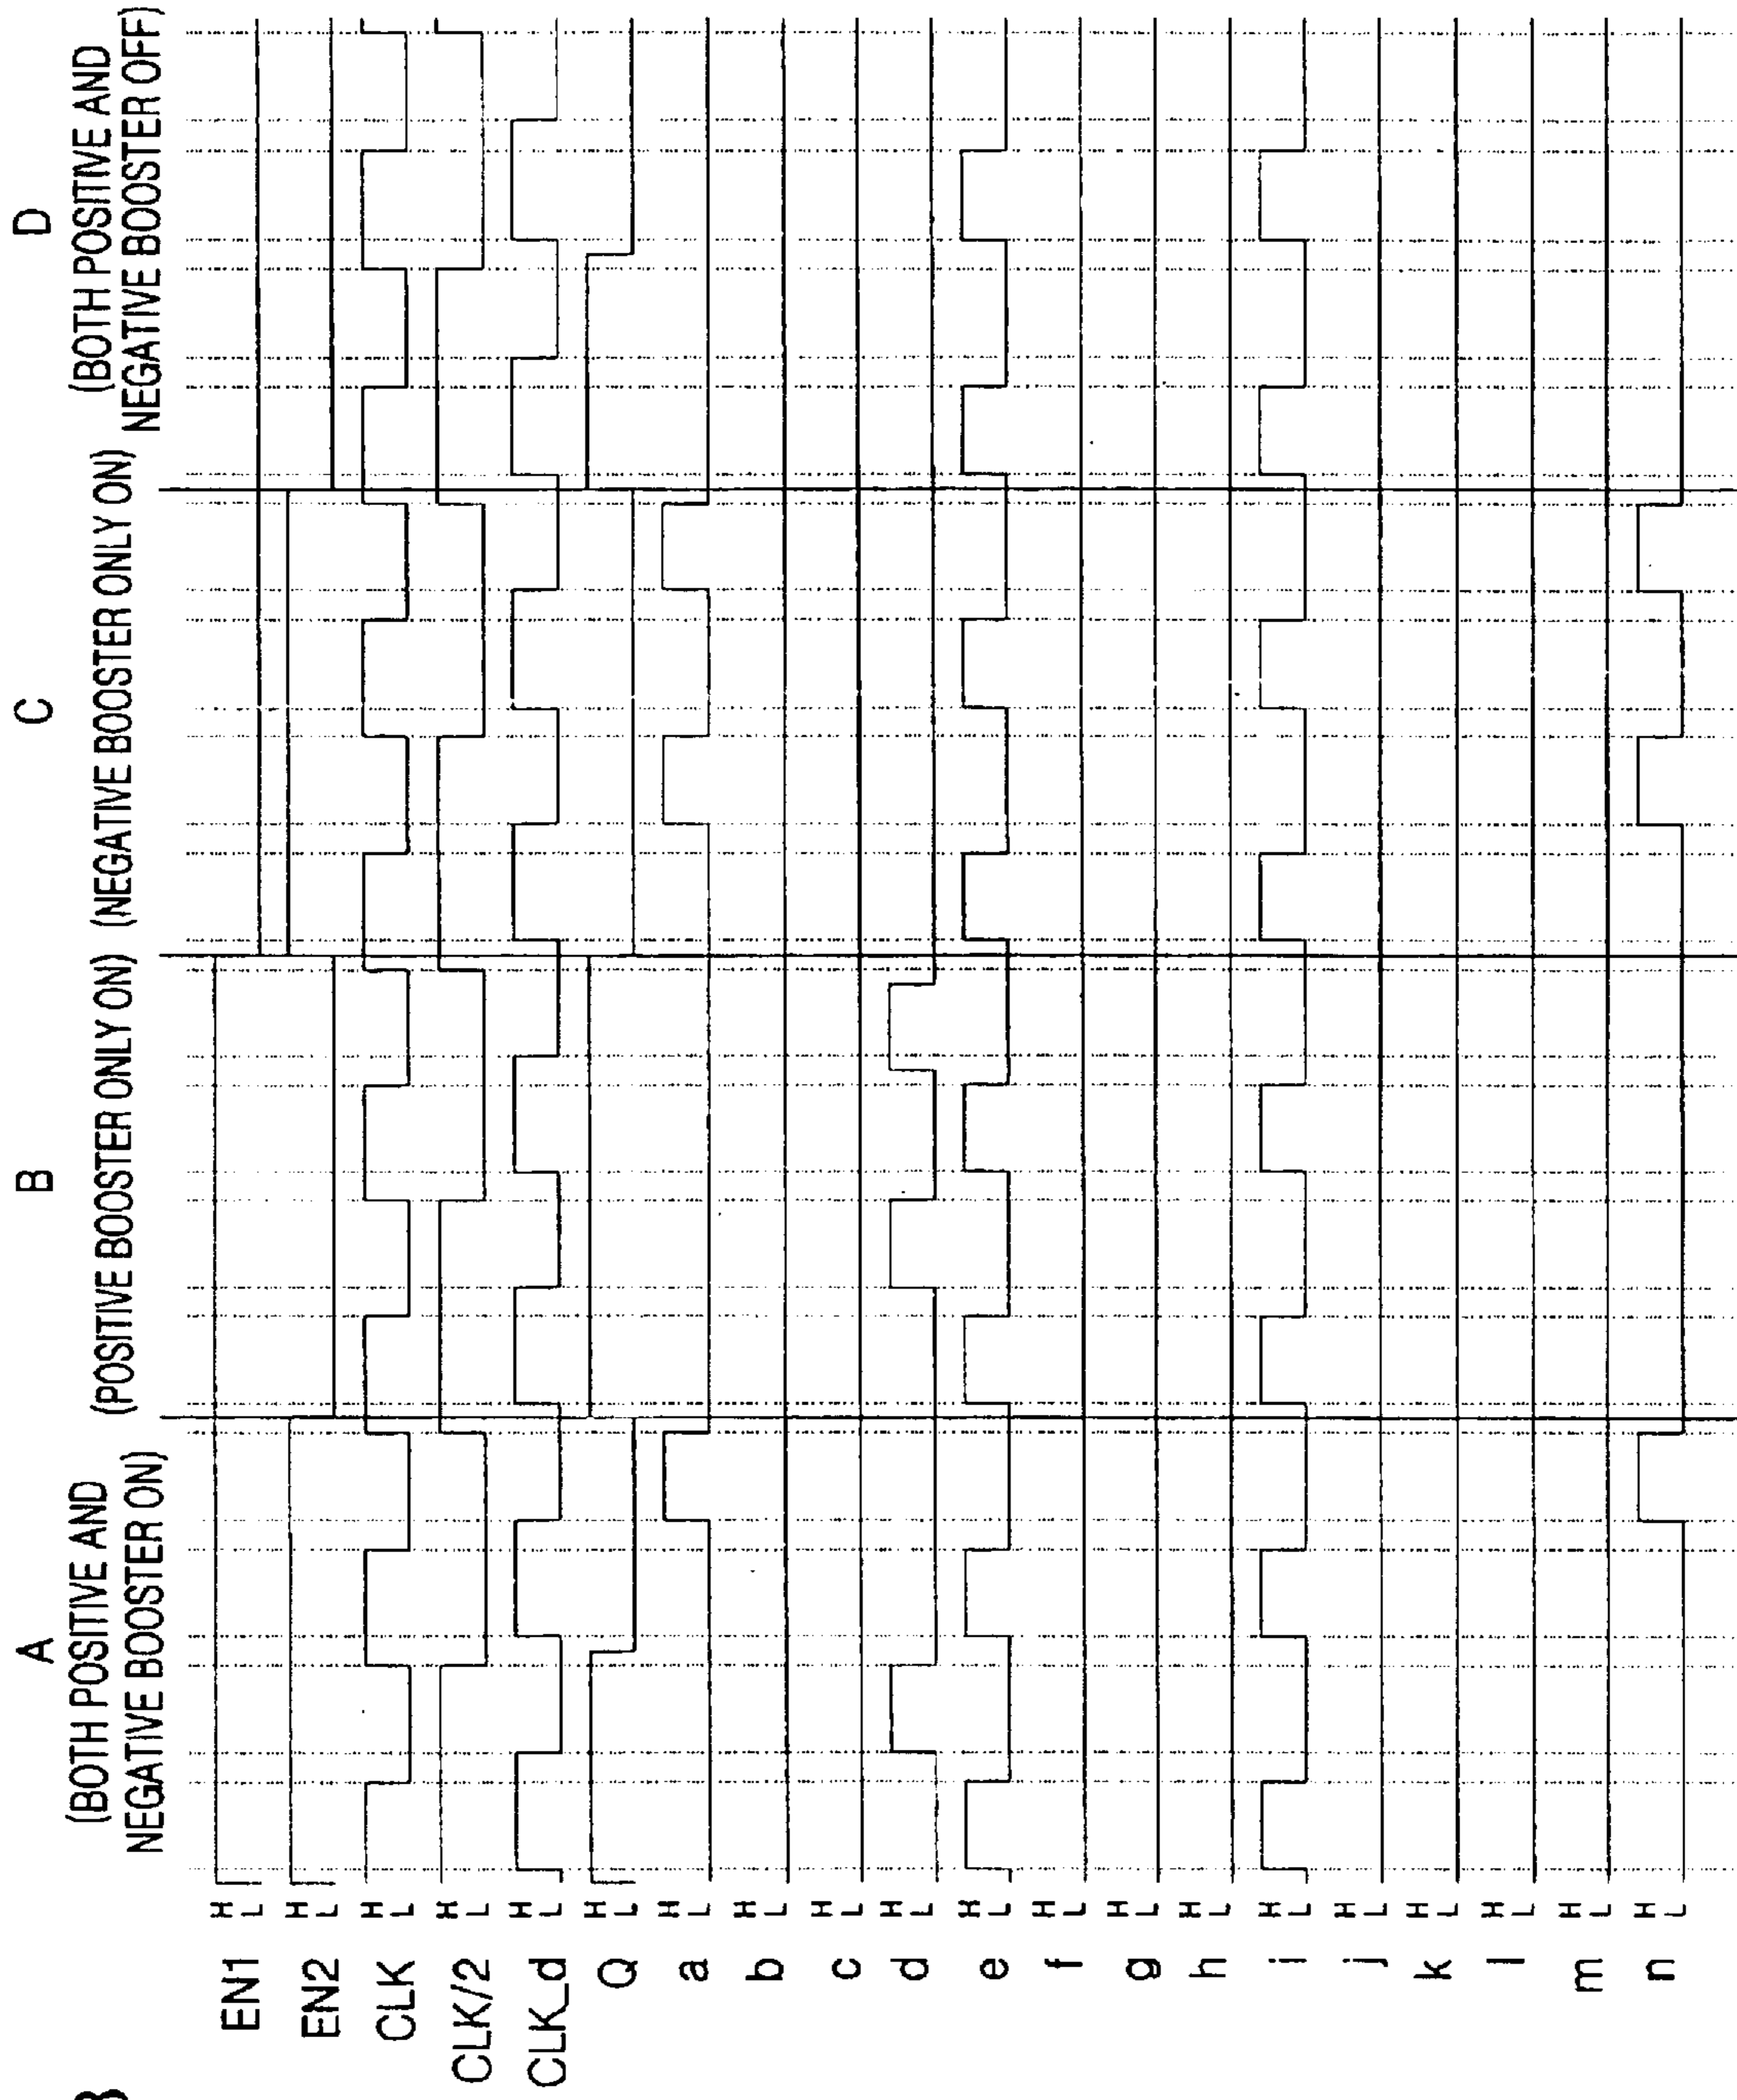 A
(BOTH POSITIVE AND
NEGATIVE BOOSTER ON)
B
(POSITIVE BOOSTER ONLY ON)
C
(NEGATIVE BOOSTER ONLY ON)
D
(BOTH POSITIVE AND
NEGATIVE BOOSTER OFF)
EN1 H L
EN2 H L
CLK H L
CLK/2 H L
CLK_d H L
Q H L
a H L
b H L
c H L
d H L
e H L
f H L
g H L
h H L
i H L
j H L
k H L
l H L
m H L
n H L